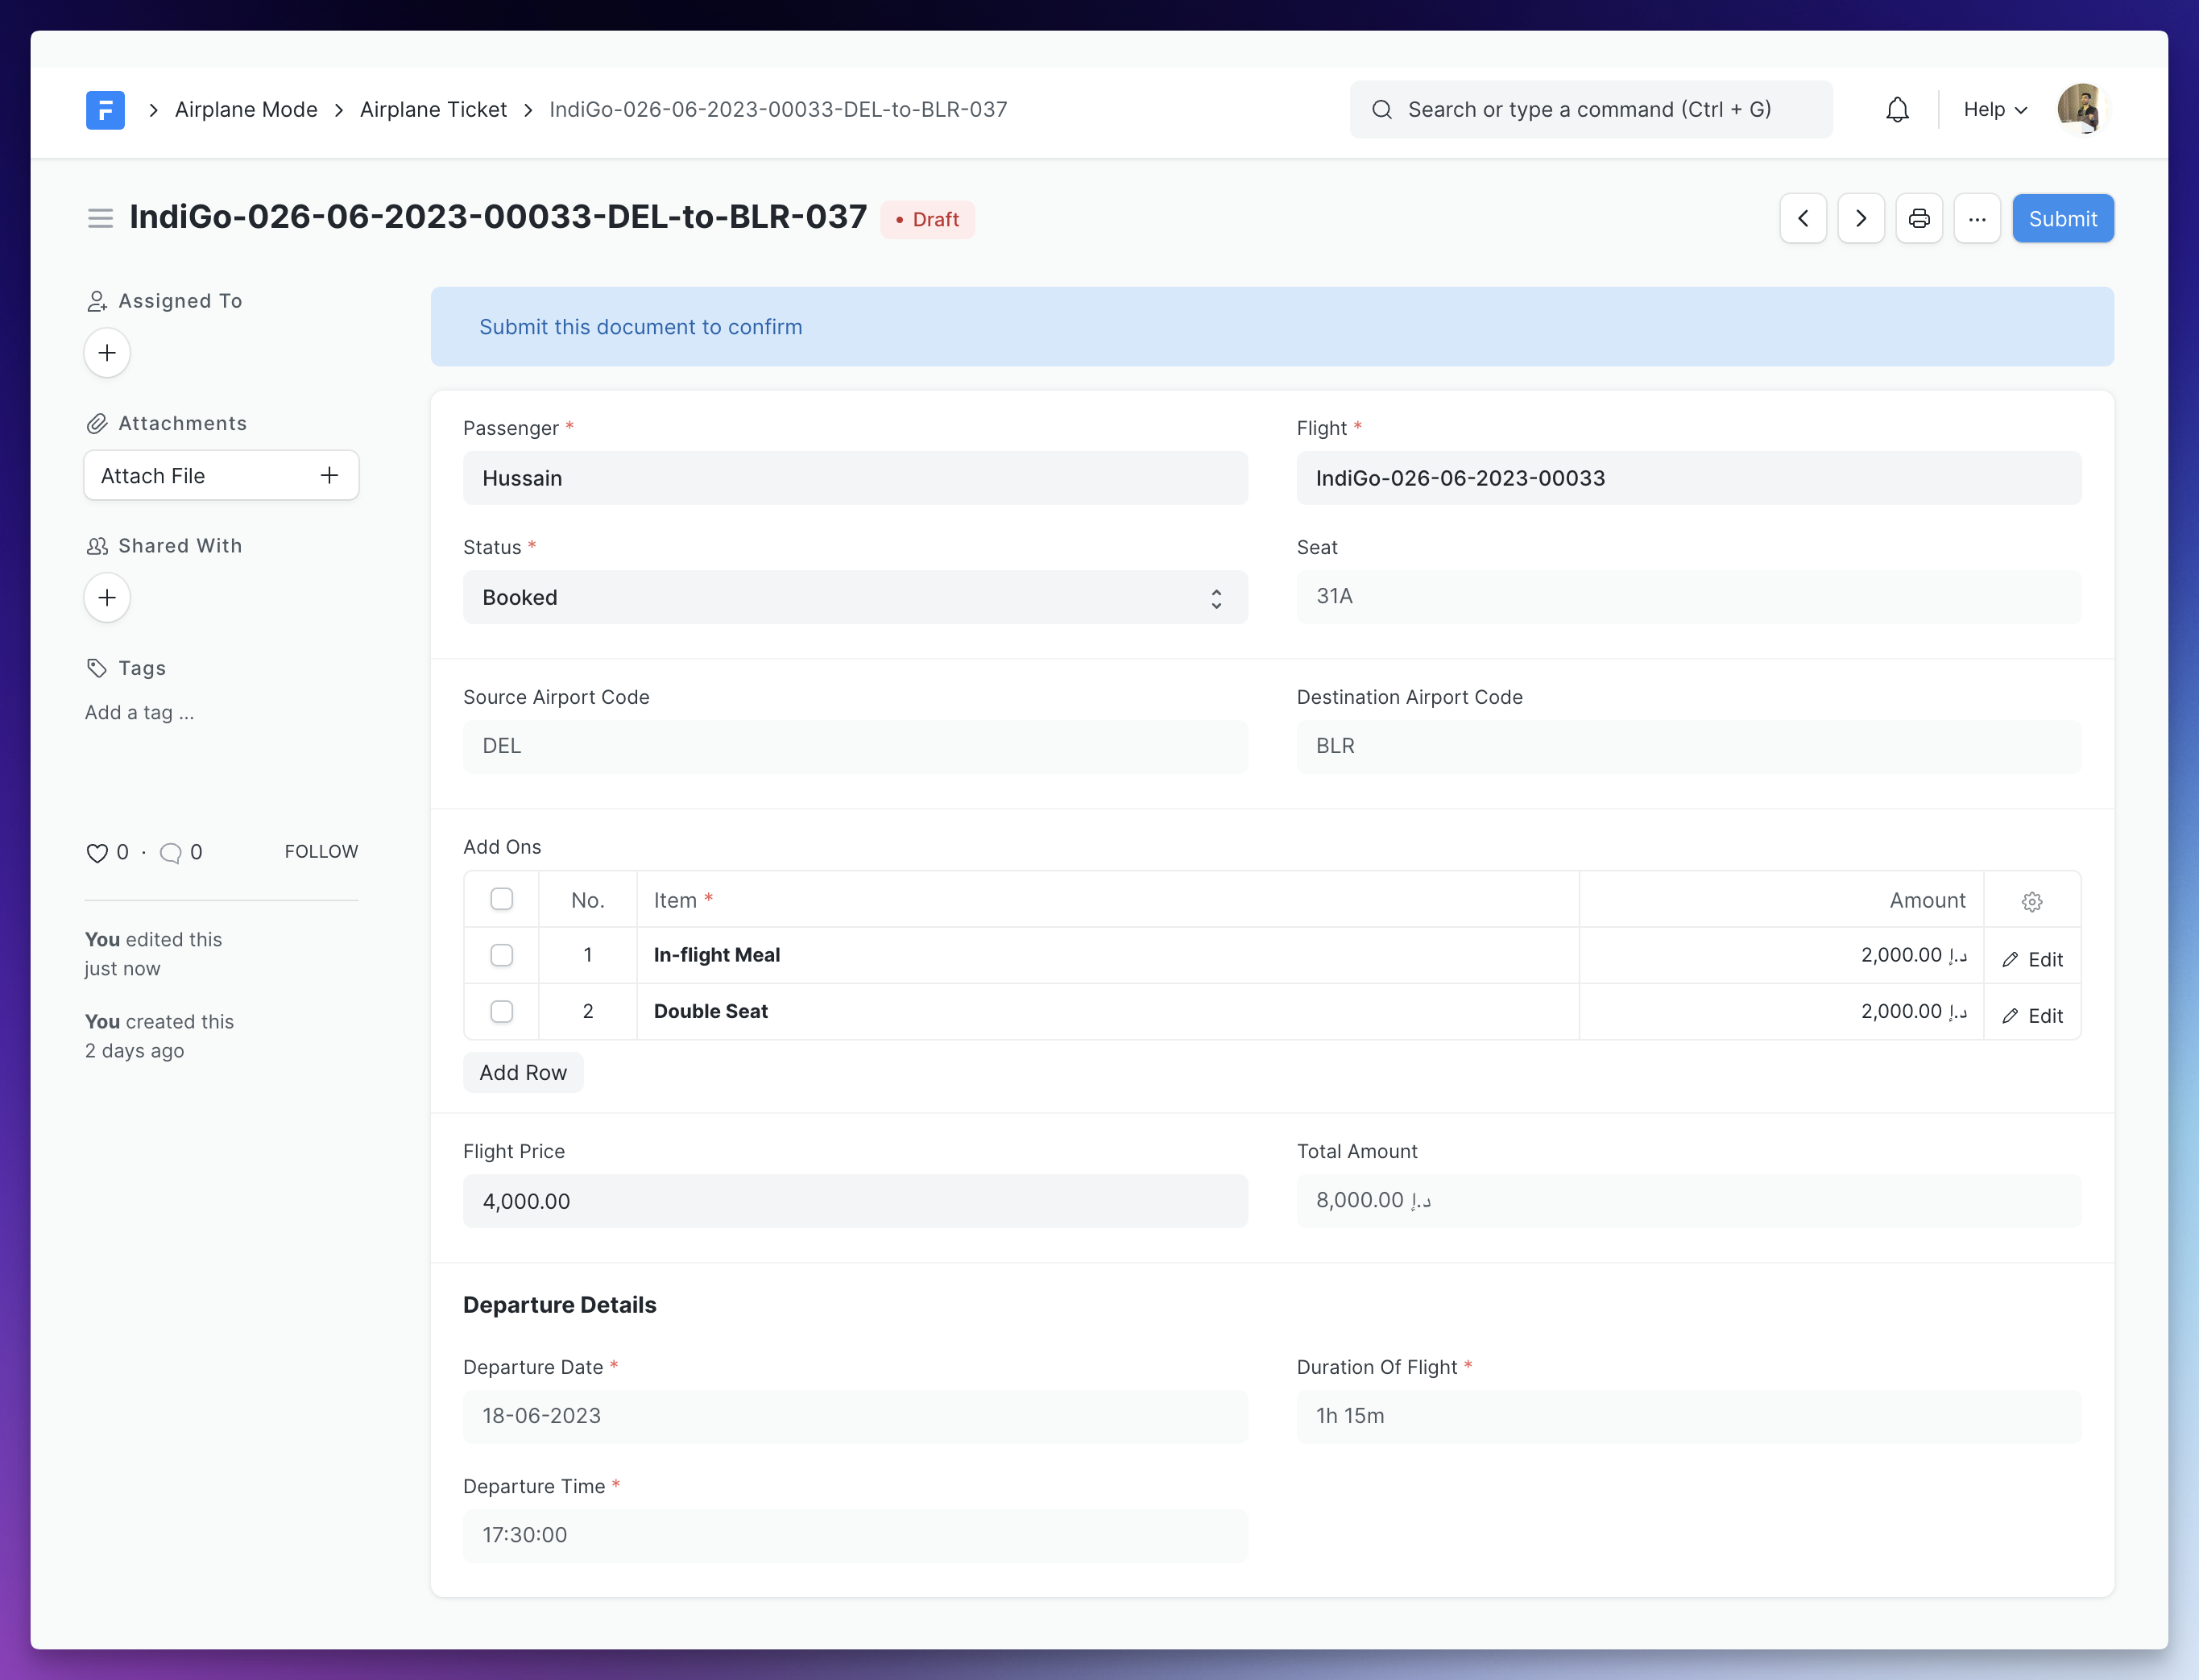 F > Airplane Mode > Airplane Ticket > IndiGo-026-06-2023-00033-DEL-to-BLR-037
Search or type a command (Ctrl + G)
Help
IndiGo-026-06-2023-00033-DEL-to-BLR-037
• Draft
...
Submit
Assigned To
+
Attachments
Attach File +
Shared With
+
Tags
Add a tag ...
0 · 0 FOLLOW
You edited this
just now
You created this
2 days ago
Submit this document to confirm
Passenger *
Hussain
Flight *
IndiGo-026-06-2023-00033
Status *
Booked
Seat
31A
Source Airport Code
DEL
Destination Airport Code
BLR
Add Ons
No. Item * Amount
1 In-flight Meal 2,000.00 د.إ Edit
2 Double Seat 2,000.00 د.إ Edit
Add Row
Flight Price
4,000.00
Total Amount
8,000.00 د.إ
Departure Details
Departure Date *
18-06-2023
Duration Of Flight *
1h 15m
Departure Time *
17:30:00